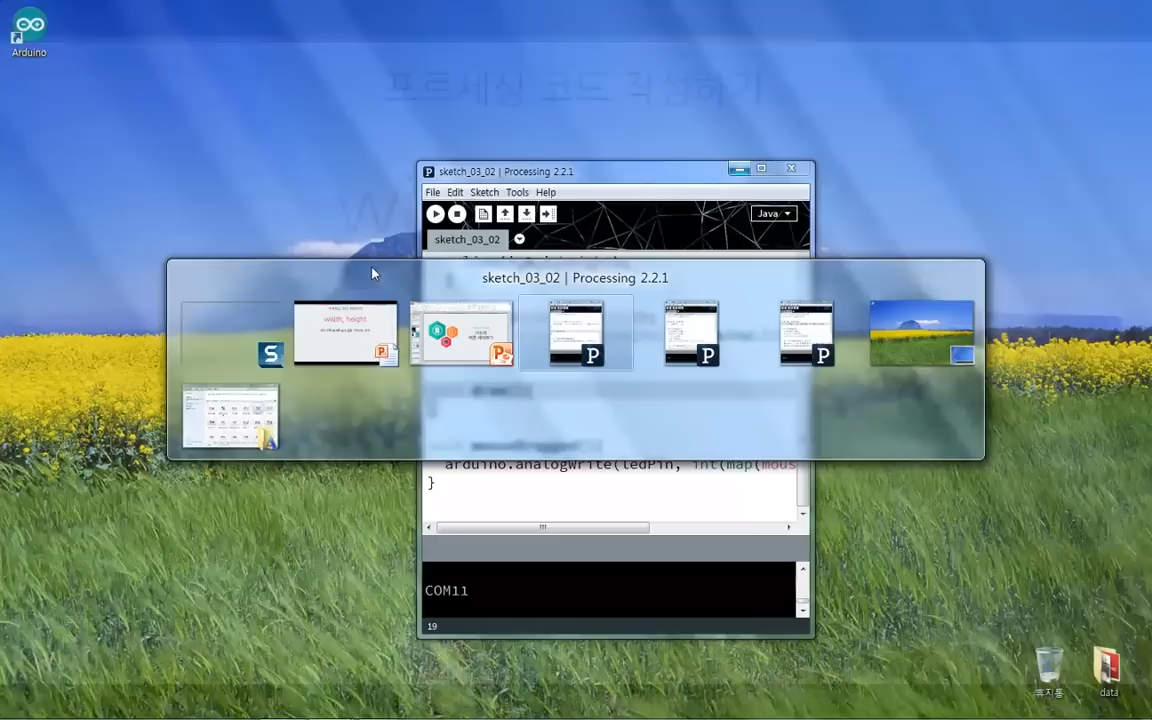 Arduino
프로세싱 코드 작성하기
sketch_03_02 | Processing 2.2.1
File Edit Sketch Tools Help
Java
sketch_03_02
sketch_03_02 | Processing 2.2.1
width, height
arduino.analogWrite(ledPin, int(map(mous
}
COM11
19
휴지통
data